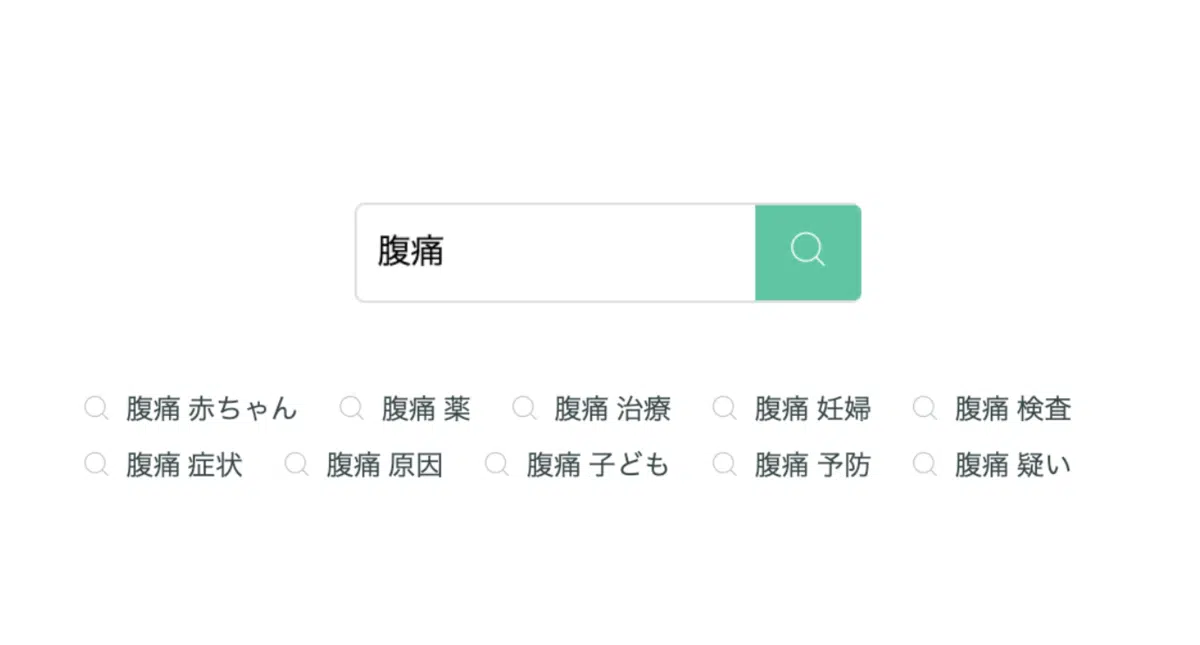 腹痛
腹痛 赤ちゃん 腹痛 薬 腹痛 治療 腹痛 妊婦 腹痛 検査
腹痛 症状 腹痛 原因 腹痛 子ども 腹痛 予防 腹痛 疑い